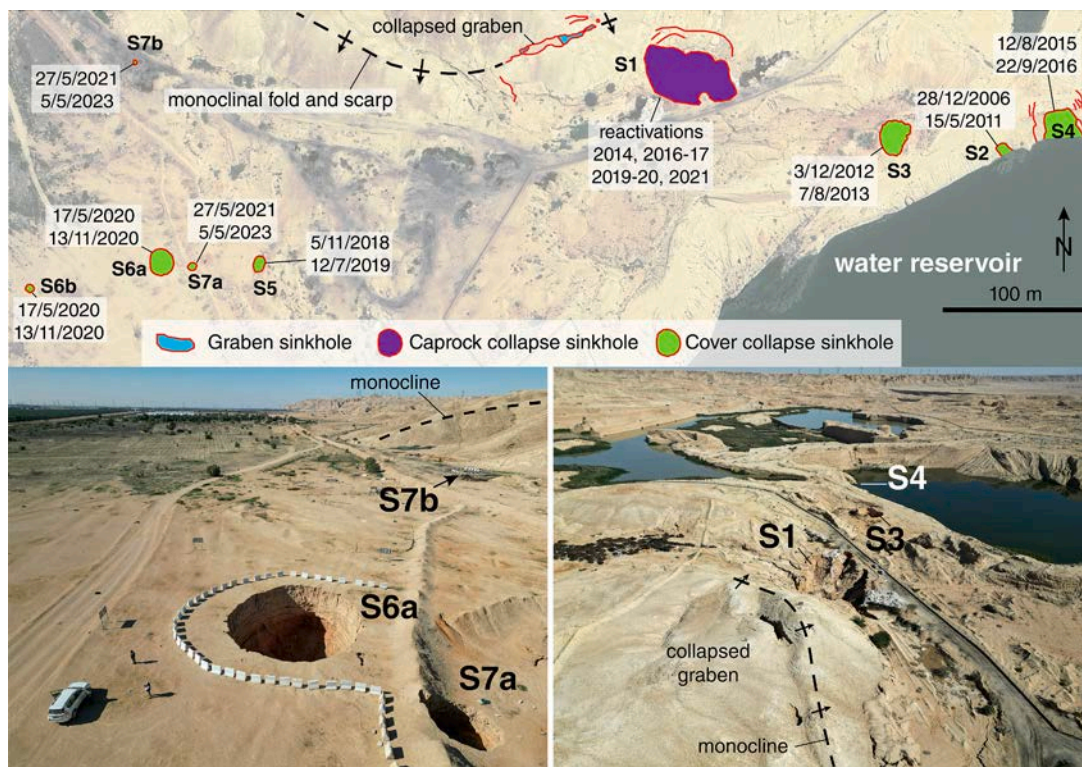 S7b
27/5/2021
5/5/2023
monoclinal fold and scarp
collapsed graben
S1
reactivations
2014, 2016-17
2019-20, 2021
12/8/2015
22/9/2016
S4
28/12/2006
15/5/2011
S2
S3
3/12/2012
7/8/2013
17/5/2020
13/11/2020
S6a
27/5/2021
5/5/2023
S7a
5/11/2018
12/7/2019
S5
S6b
17/5/2020
13/11/2020
N
water reservoir
100 m
Graben sinkhole
Caprock collapse sinkhole
Cover collapse sinkhole
monocline
S7b
S6a
S7a
S4
S1
S3
collapsed
graben
monocline